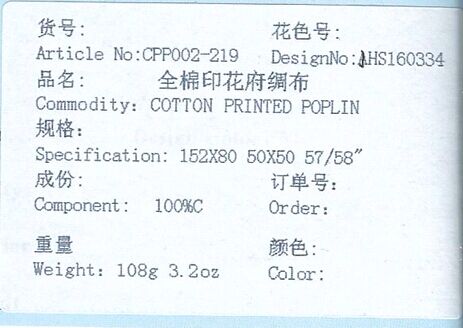 货号: 花色号:
Article No:CPP002-219 DesignNo:AHS160334
品名: 全棉印花府绸布
Commodity: COTTON PRINTED POPLIN
规格:
Specification: 152X80 50X50 57/58"
成份: 订单号:
Component: 100%C Order:
重量 颜色:
Weight: 108g 3.2oz Color: